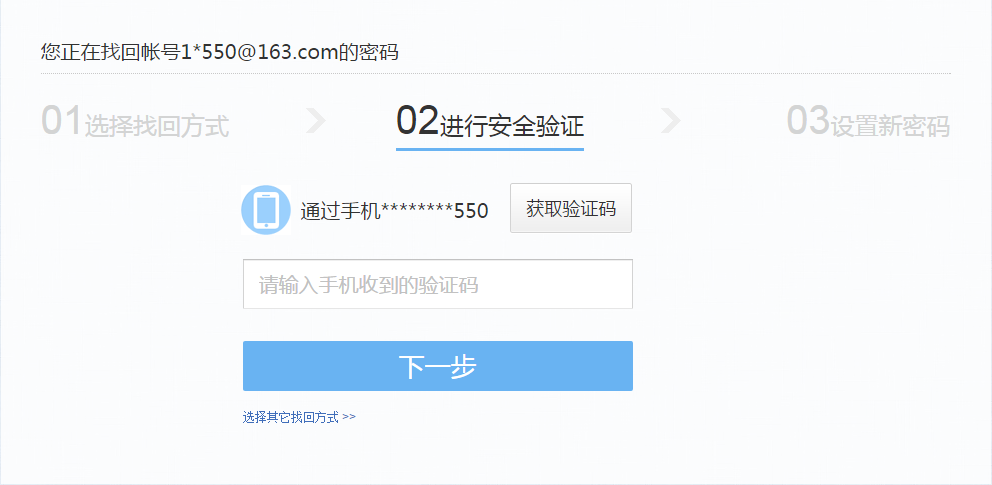 您正在找回帐号1*550@163.com的密码
01选择找回方式
02进行安全验证
03设置新密码
通过手机********550 获取验证码
请输入手机收到的验证码
下一步
选择其它找回方式 >>